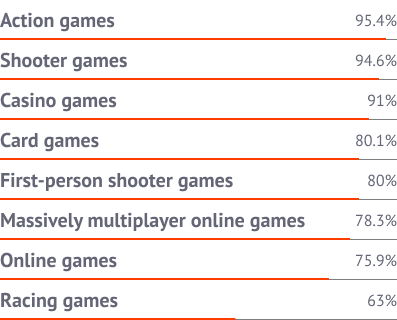 Action games 95.4%
Shooter games 94.6%
Casino games 91%
Card games 80.1%
First-person shooter games 80%
Massively multiplayer online games 78.3%
Online games 75.9%
Racing games 63%